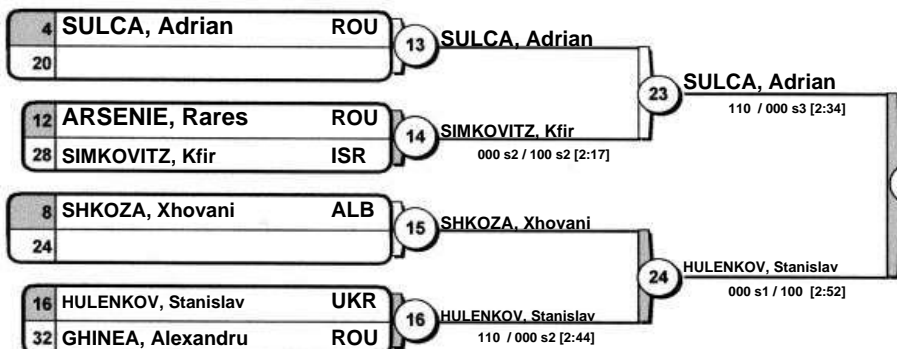 4 SULCA, Adrian ROU
20
13 SULCA, Adrian
12 ARSENIE, Rares ROU
28 SIMKOVITZ, Kfir ISR
14 SIMKOVITZ, Kfir
000 s2 / 100 s2 [2:17]
23 SULCA, Adrian
110 / 000 s3 [2:34]
8 SHKOZA, Xhovani ALB
24
15 SHKOZA, Xhovani
16 HULENKOV, Stanislav UKR
32 GHINEA, Alexandru ROU
16 HULENKOV, Stanislav
110 / 000 s2 [2:44]
24 HULENKOV, Stanislav
000 s1 / 100 [2:52]